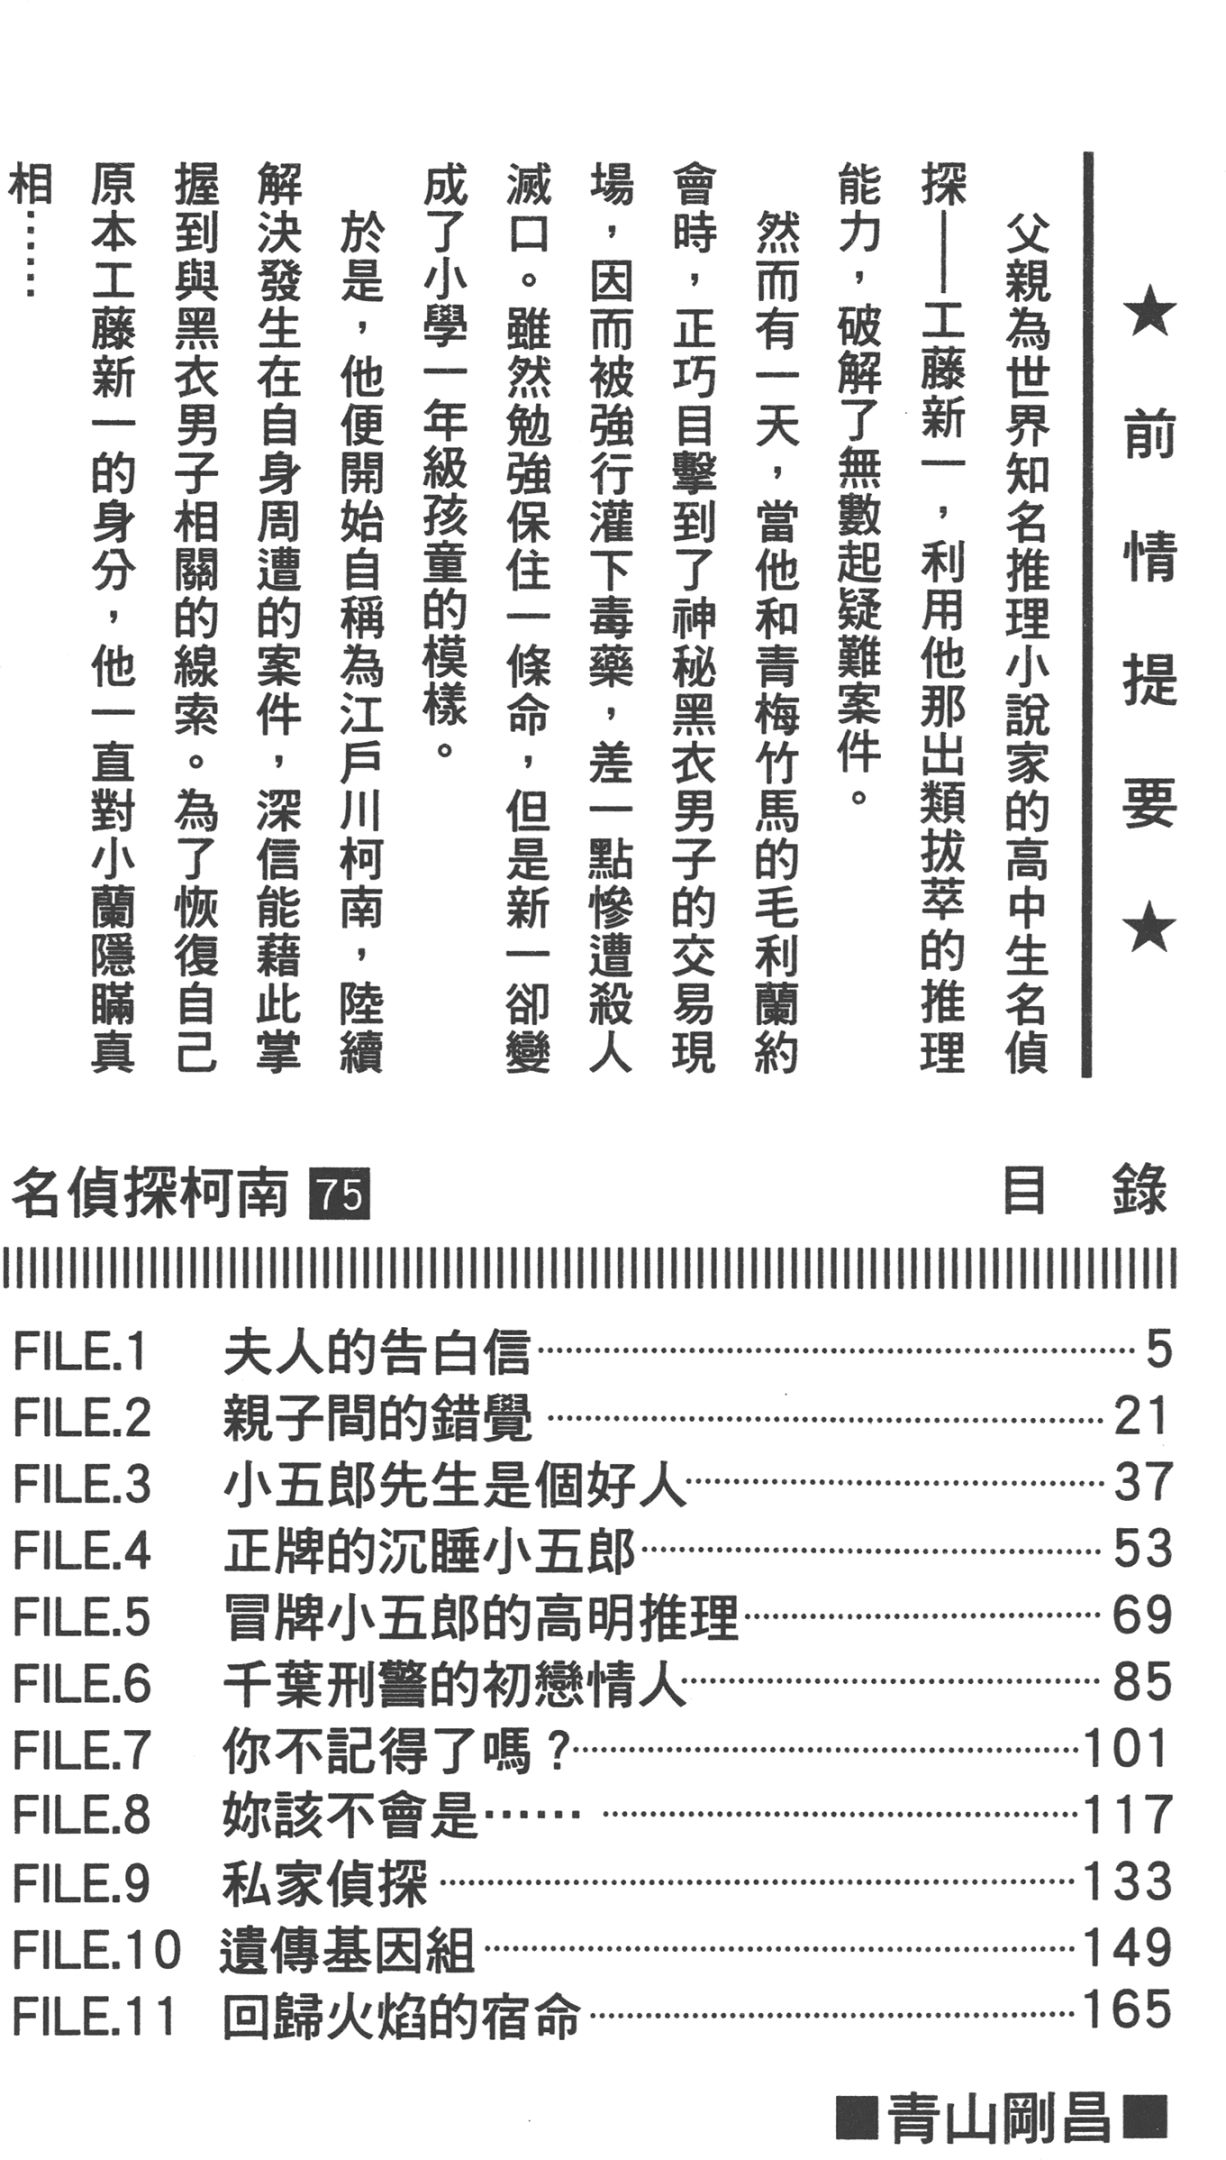 ★前情提要★
父親為世界知名推理小說家的高中生名偵
探——工藤新一，利用他那出類拔萃的推理
能力，破解了無數起疑難案件。
然而有一天，當他和青梅竹馬的毛利蘭約
會時，正巧目擊到了神秘黑衣男子的交易現
場，因而被強行灌下毒藥，差一點慘遭殺人
滅口。雖然勉強保住一條命，但是新一卻變
成了小學一年級孩童的模樣。
於是，他便開始自稱為江戶川柯南，陸續
解決發生在自身周遭的案件，深信能藉此掌
握到與黑衣男子相關的線索。為了恢復自己
原本工藤新一的身分，他一直對小蘭隱瞞真
相……
名偵探柯南 75 目錄
FILE.1 夫人的告白信……5
FILE.2 親子間的錯覺……21
FILE.3 小五郎先生是個好人……37
FILE.4 正牌的沉睡小五郎……53
FILE.5 冒牌小五郎的高明推理……69
FILE.6 千葉刑警的初戀情人……85
FILE.7 你不記得了嗎？……101
FILE.8 妳該不會是…… ……117
FILE.9 私家偵探……133
FILE.10 遺傳基因組……149
FILE.11 回歸火焰的宿命……165
■青山剛昌■